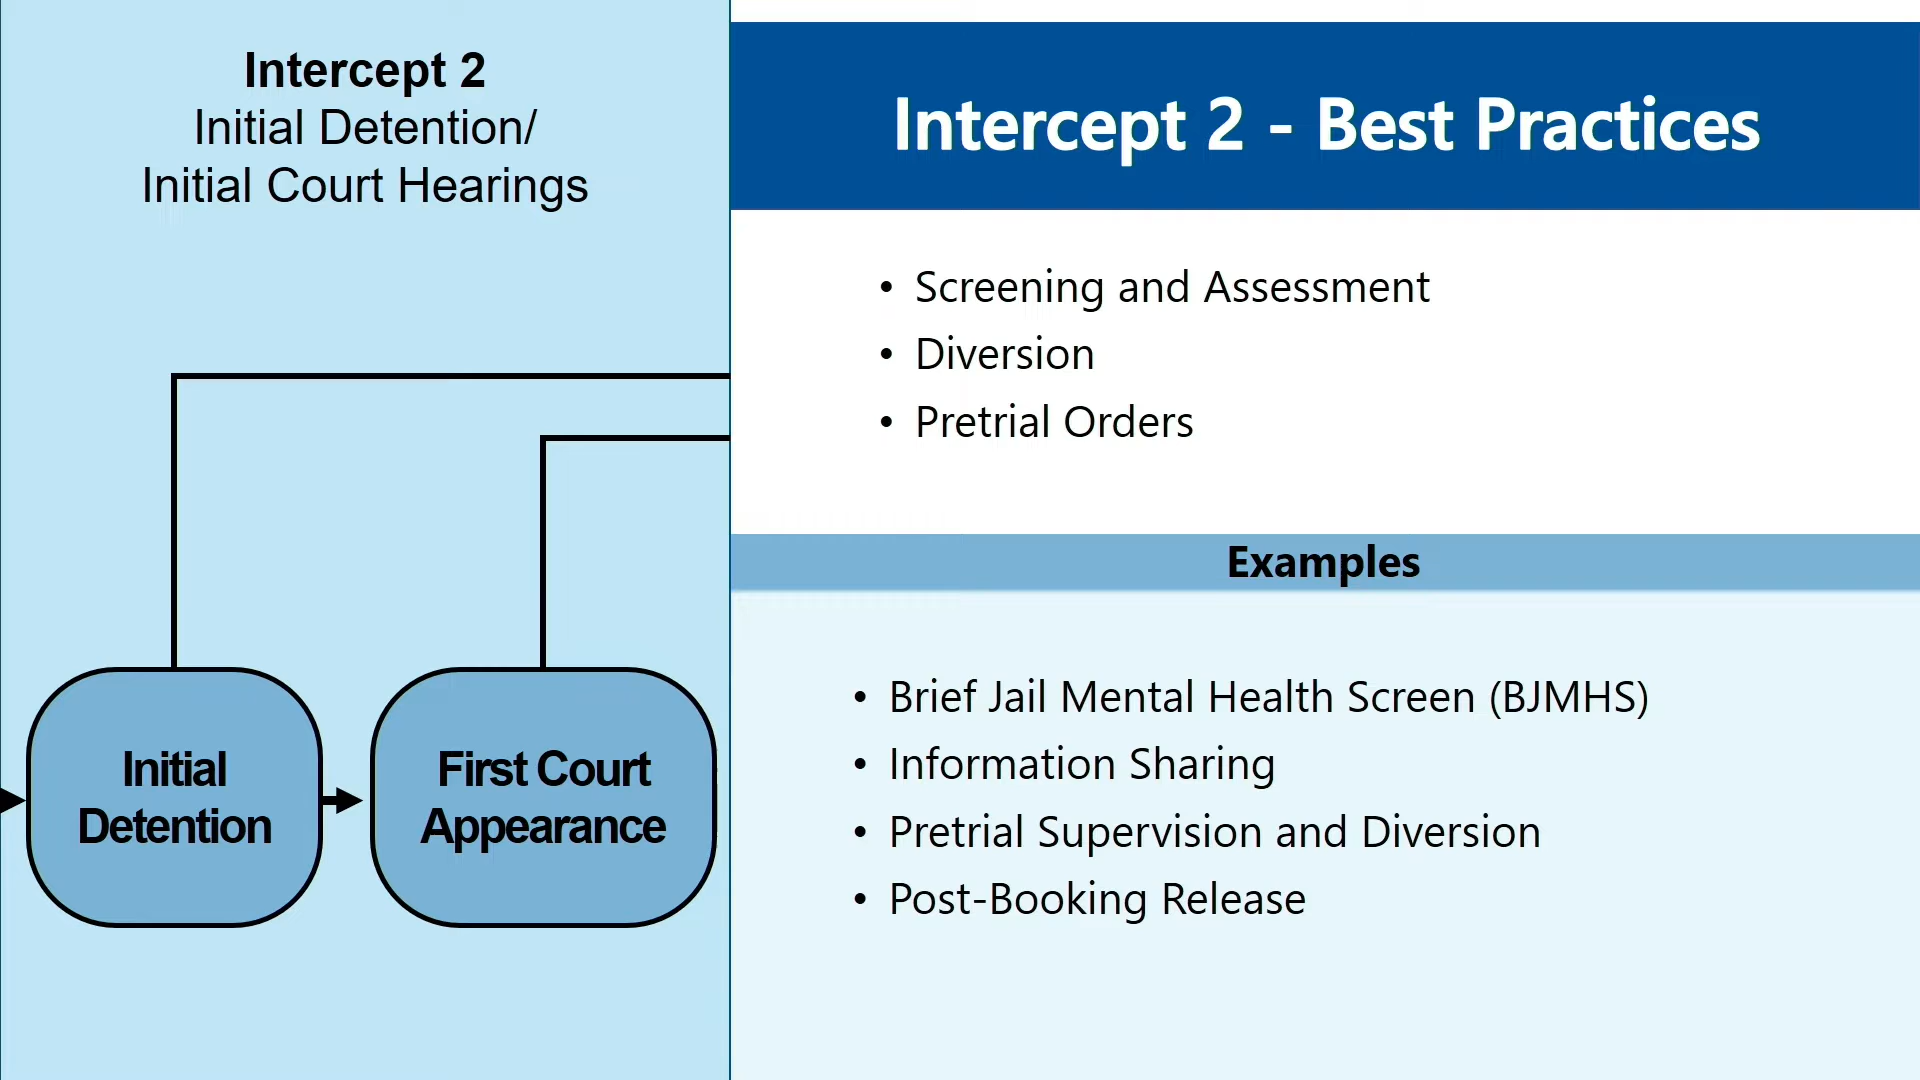 Intercept 2
Initial Detention/
Initial Court Hearings
Initial
Detention
First Court
Appearance
Intercept 2 - Best Practices
• Screening and Assessment
• Diversion
• Pretrial Orders
Examples
• Brief Jail Mental Health Screen (BJMHS)
• Information Sharing
• Pretrial Supervision and Diversion
• Post-Booking Release